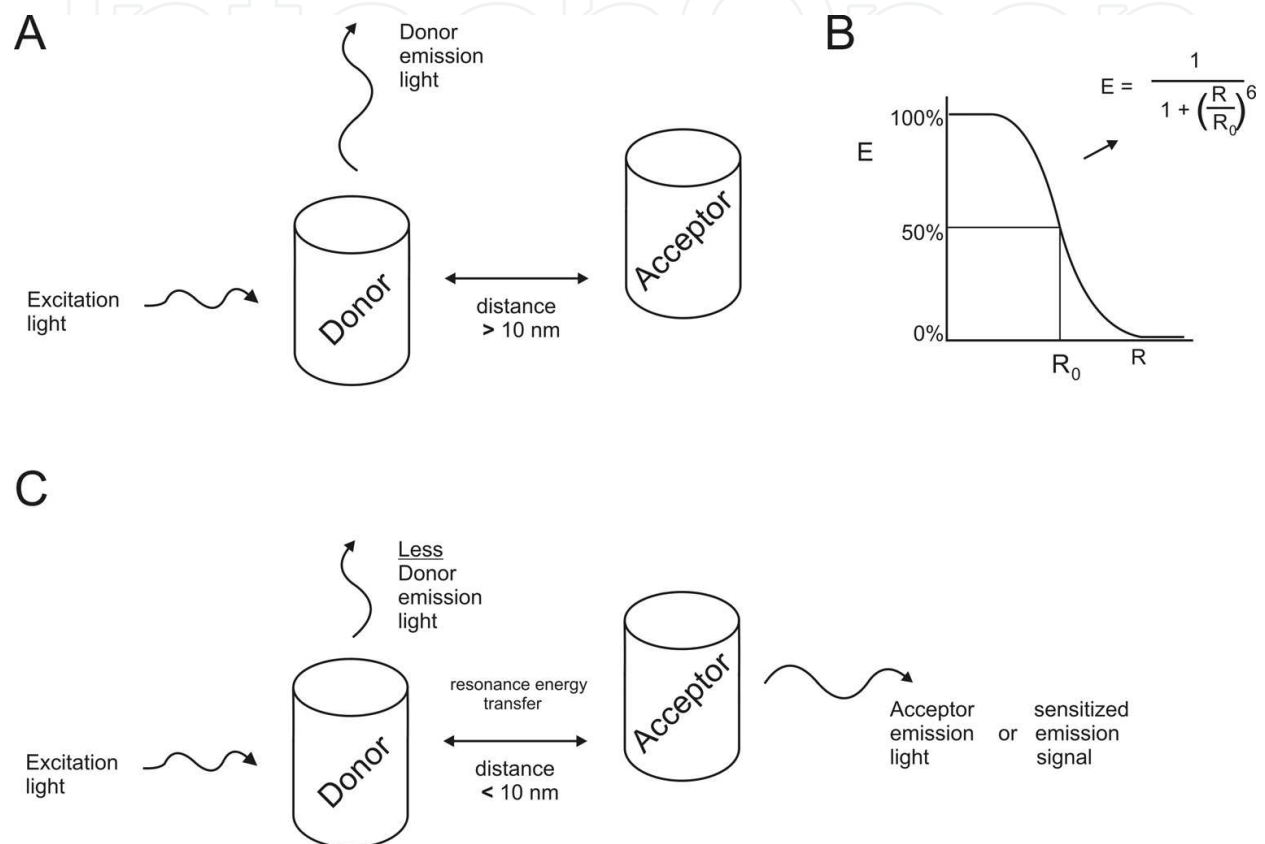 A
Donor
emission
light
Excitation
light
Donor
distance
> 10 nm
Acceptor
B
E = 1 / 1 + (R/R0)^6
100%
E
50%
0%
R0
R
C
Less
Donor
emission
light
Excitation
light
Donor
resonance energy
transfer
distance
< 10 nm
Acceptor
Acceptor
emission
light
or
sensitized
emission
signal